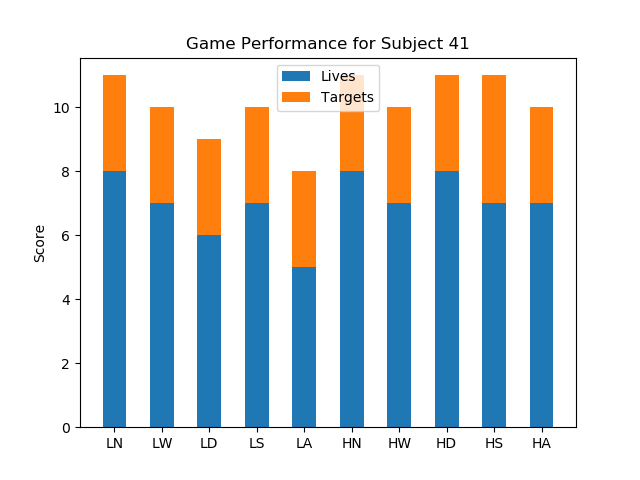 Game Performance for Subject 41
Lives
Targets
Score
10
8
6
4
2
0
LN LW LD LS LA HN HW HD HS HA